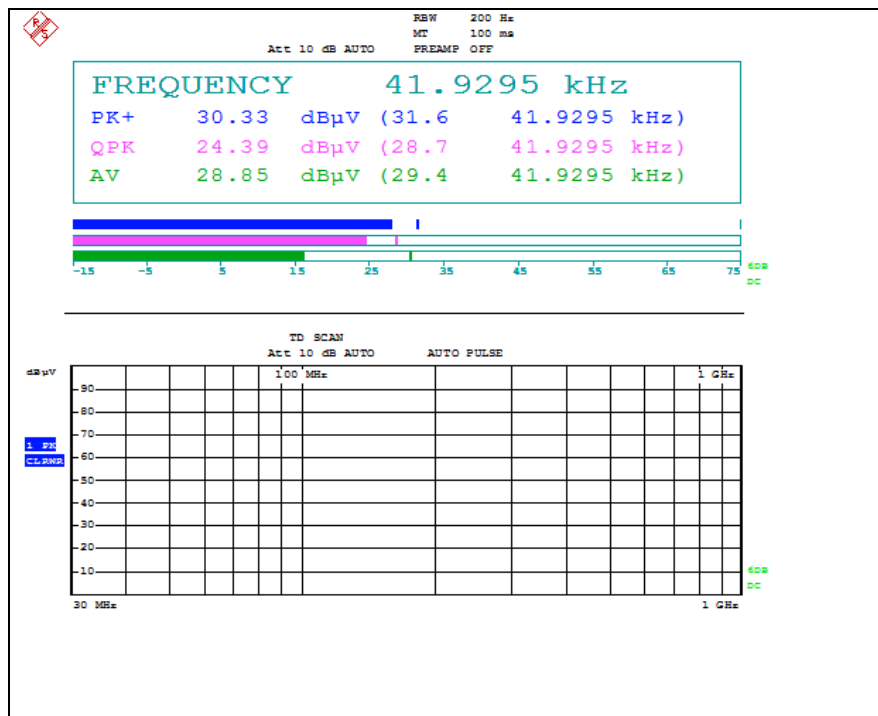 R S
RBW 200 Hz
MT 100 ms
Att 10 dB AUTO PREAMP OFF
FREQUENCY 41.9295 kHz
PK+ 30.33 dBµV (31.6 41.9295 kHz)
QPK 24.39 dBµV (28.7 41.9295 kHz)
AV 28.85 dBµV (29.4 41.9295 kHz)
-15 -5 5 15 25 35 45 55 65 75
6DB
DC
TD SCAN
Att 10 dB AUTO AUTO PULSE
dBµV
100 MHz 1 GHz
90
80
70
1 PK
CLRWR
60
50
40
30
20
10
6DB
DC
30 MHz 1 GHz